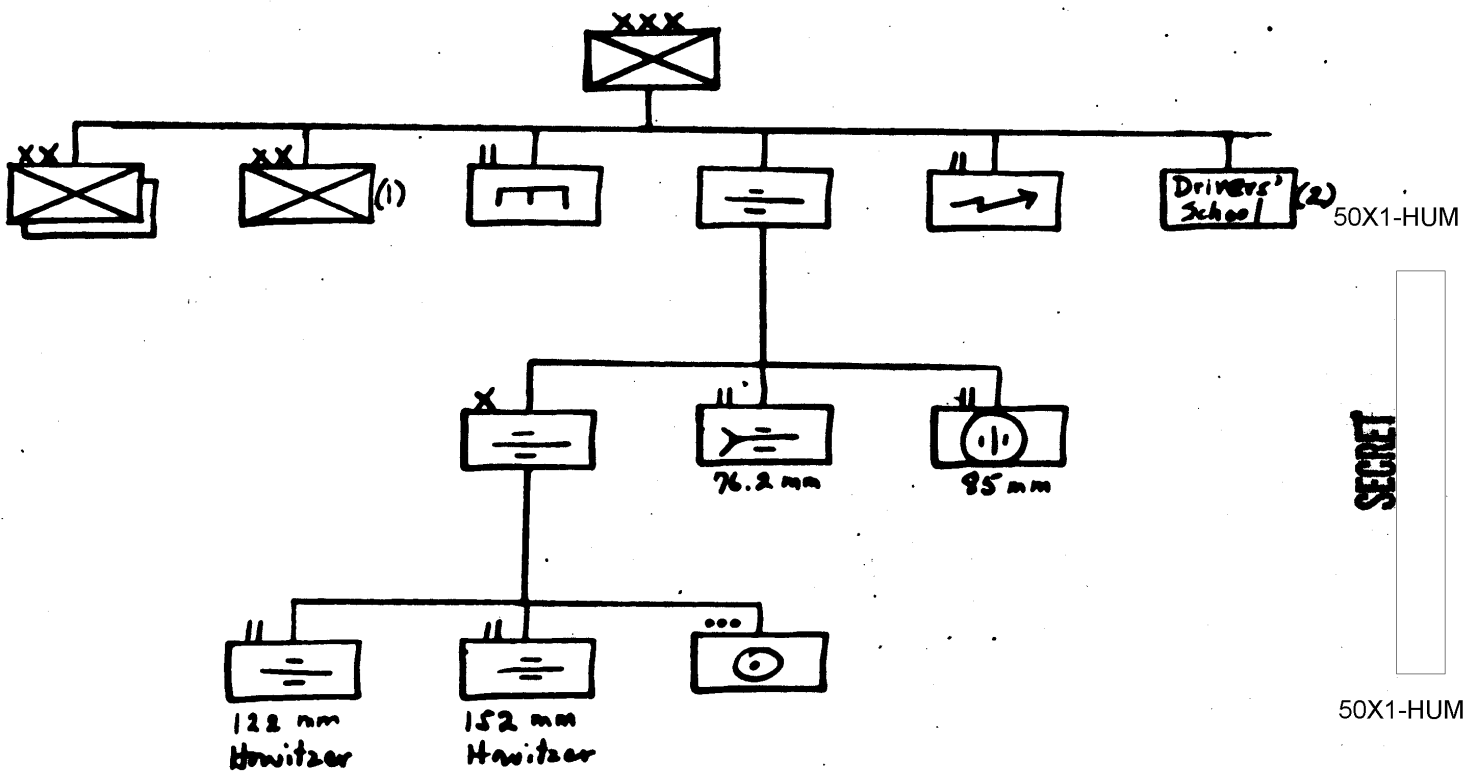 XXX
XX
XX
(1)
II
II
Drivers'
School
(2)
50X1-HUM
X
II
II
76.2 mm
85 mm
SECRET
II
II
•••
122 mm
Howitzer
152 mm
Howitzer
50X1-HUM